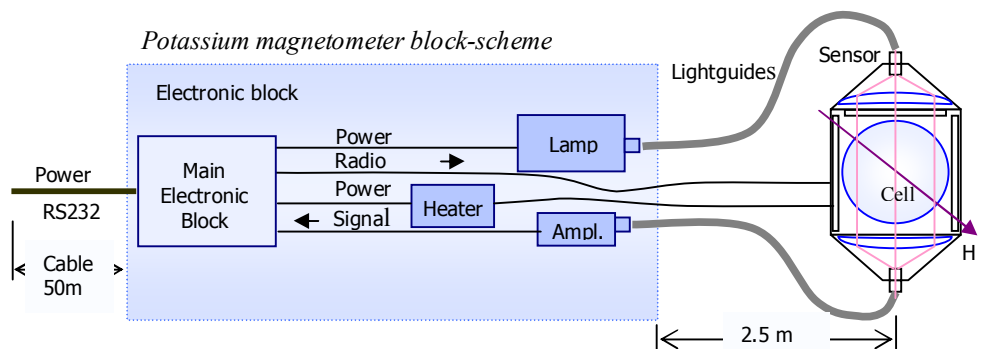 Potassium magnetometer block-scheme
Sensor
Lightguides
Electronic block
Power
Lamp
Radio
Main
Electronic
Block
Power
Heater
Signal
Ampl.
Power
RS232
Cell
H
Cable
50m
2.5 m